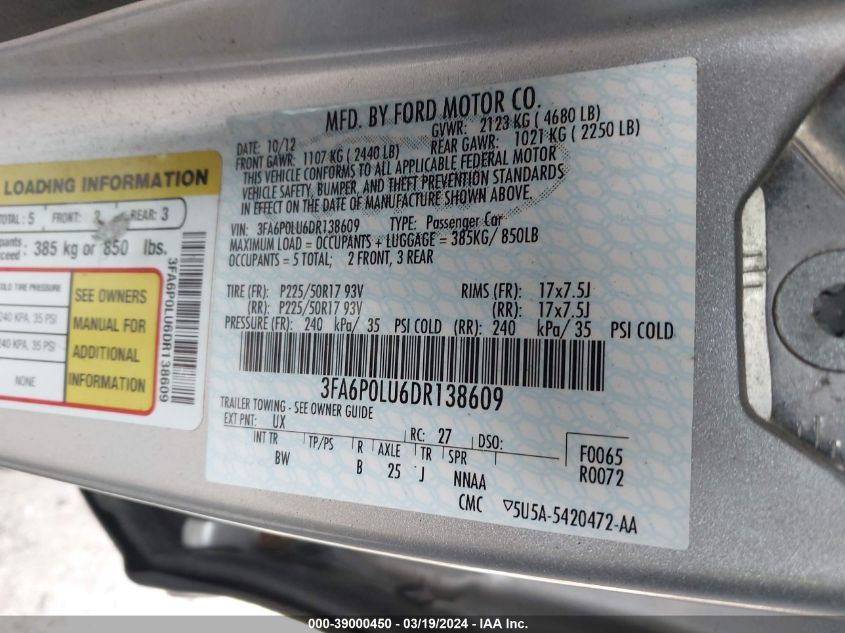 LOADING INFORMATION
TOTAL: 5 FRONT: 2 REAR: 3
385 kg or 850 lbs.
TIRE PRESSURE
240 KPA, 35 PSI
240 KPA, 35 PSI
NONE
SEE OWNERS
MANUAL FOR
ADDITIONAL
INFORMATION
3FA6P0LU6DR138609
MFD. BY FORD MOTOR CO.
DATE: 10/12 GVWR: 2123 KG ( 4680 LB)
FRONT GAWR: 1107 KG ( 2440 LB) REAR GAWR: 1021 KG ( 2250 LB)
THIS VEHICLE CONFORMS TO ALL APPLICABLE FEDERAL MOTOR
VEHICLE SAFETY, BUMPER, AND THEFT PREVENTION STANDARDS
IN EFFECT ON THE DATE OF MANUFACTURE SHOWN ABOVE.
VIN: 3FA6P0LU6DR138609 TYPE: Passenger Car
MAXIMUM LOAD = OCCUPANTS + LUGGAGE = 385KG/ 850LB
OCCUPANTS = 5 TOTAL; 2 FRONT, 3 REAR
TIRE (FR): P225/50R17 93V RIMS (FR): 17x7.5J
(RR): P225/50R17 93V (RR): 17x7.5J
PRESSURE (FR): 240 kPa/ 35 PSI COLD (RR): 240 kPa/ 35 PSI COLD
3FA6P0LU6DR138609
TRAILER TOWING - SEE OWNER GUIDE
EXT PNT: UX RC: 27 DSO: F0065
INT TR TP/PS R AXLE TR SPR R0072
BW B 25 J NNAA
CMC ▽5U5A-5420472-AA
000-39000450 - 03/19/2024 - IAA Inc.